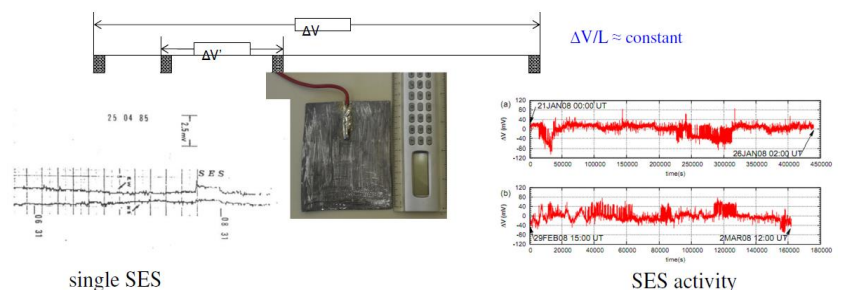 ΔV
ΔV/L ≈ constant
ΔV'
25 04 85
2,5mV
SES
06 31
08 31
single SES
(a)
120
80
40
0
-40
-80
-120
ΔV (mV)
21JAN08 00:00 UT
26JAN08 02:00 UT
0 50000 100000 150000 200000 250000 300000 350000 400000 450000
time(s)
(b)
120
80
40
0
-40
-80
-120
ΔV (mV)
29FEB08 15:00 UT
2MAR08 12:00 UT
0 20000 40000 60000 80000 100000 120000 140000 160000 180000
time(s)
SES activity